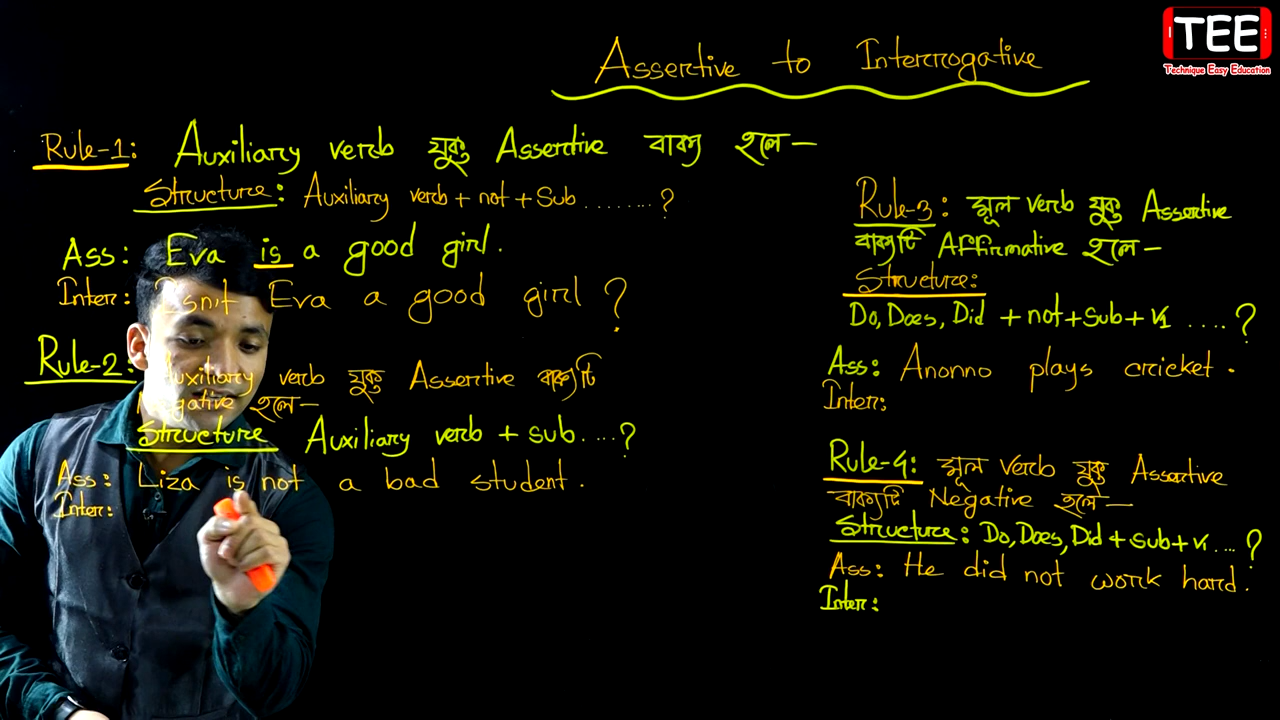 TEE
Technique Easy Education
Assertive to Interrogative
Rule-1: Auxiliary verb যুক্ত Assertive বাক্য হলে—
Structure: Auxiliary verb + not + Sub ........ ?
Ass: Eva is a good girl.
Inter: Isn't Eva a good girl ?
Rule-2: Auxiliary verb যুক্ত Assertive বাক্যটি
Negative হলে—
Structure Auxiliary verb + sub.....?
Ass: Liza is not a bad student.
Inter:
Rule-3: মূল verb যুক্ত Assertive
বাক্যটি Affirmative হলে—
Structure:
Do, Does, Did + not + Sub + V1 .... ?
Ass: Anonno plays cricket.
Inter:
Rule-4: মূল verb যুক্ত Assertive
বাক্যটি Negative হলে—
Structure: Do, Does, Did + sub + V1 .... ?
Ass: He did not work hard.
Inter: